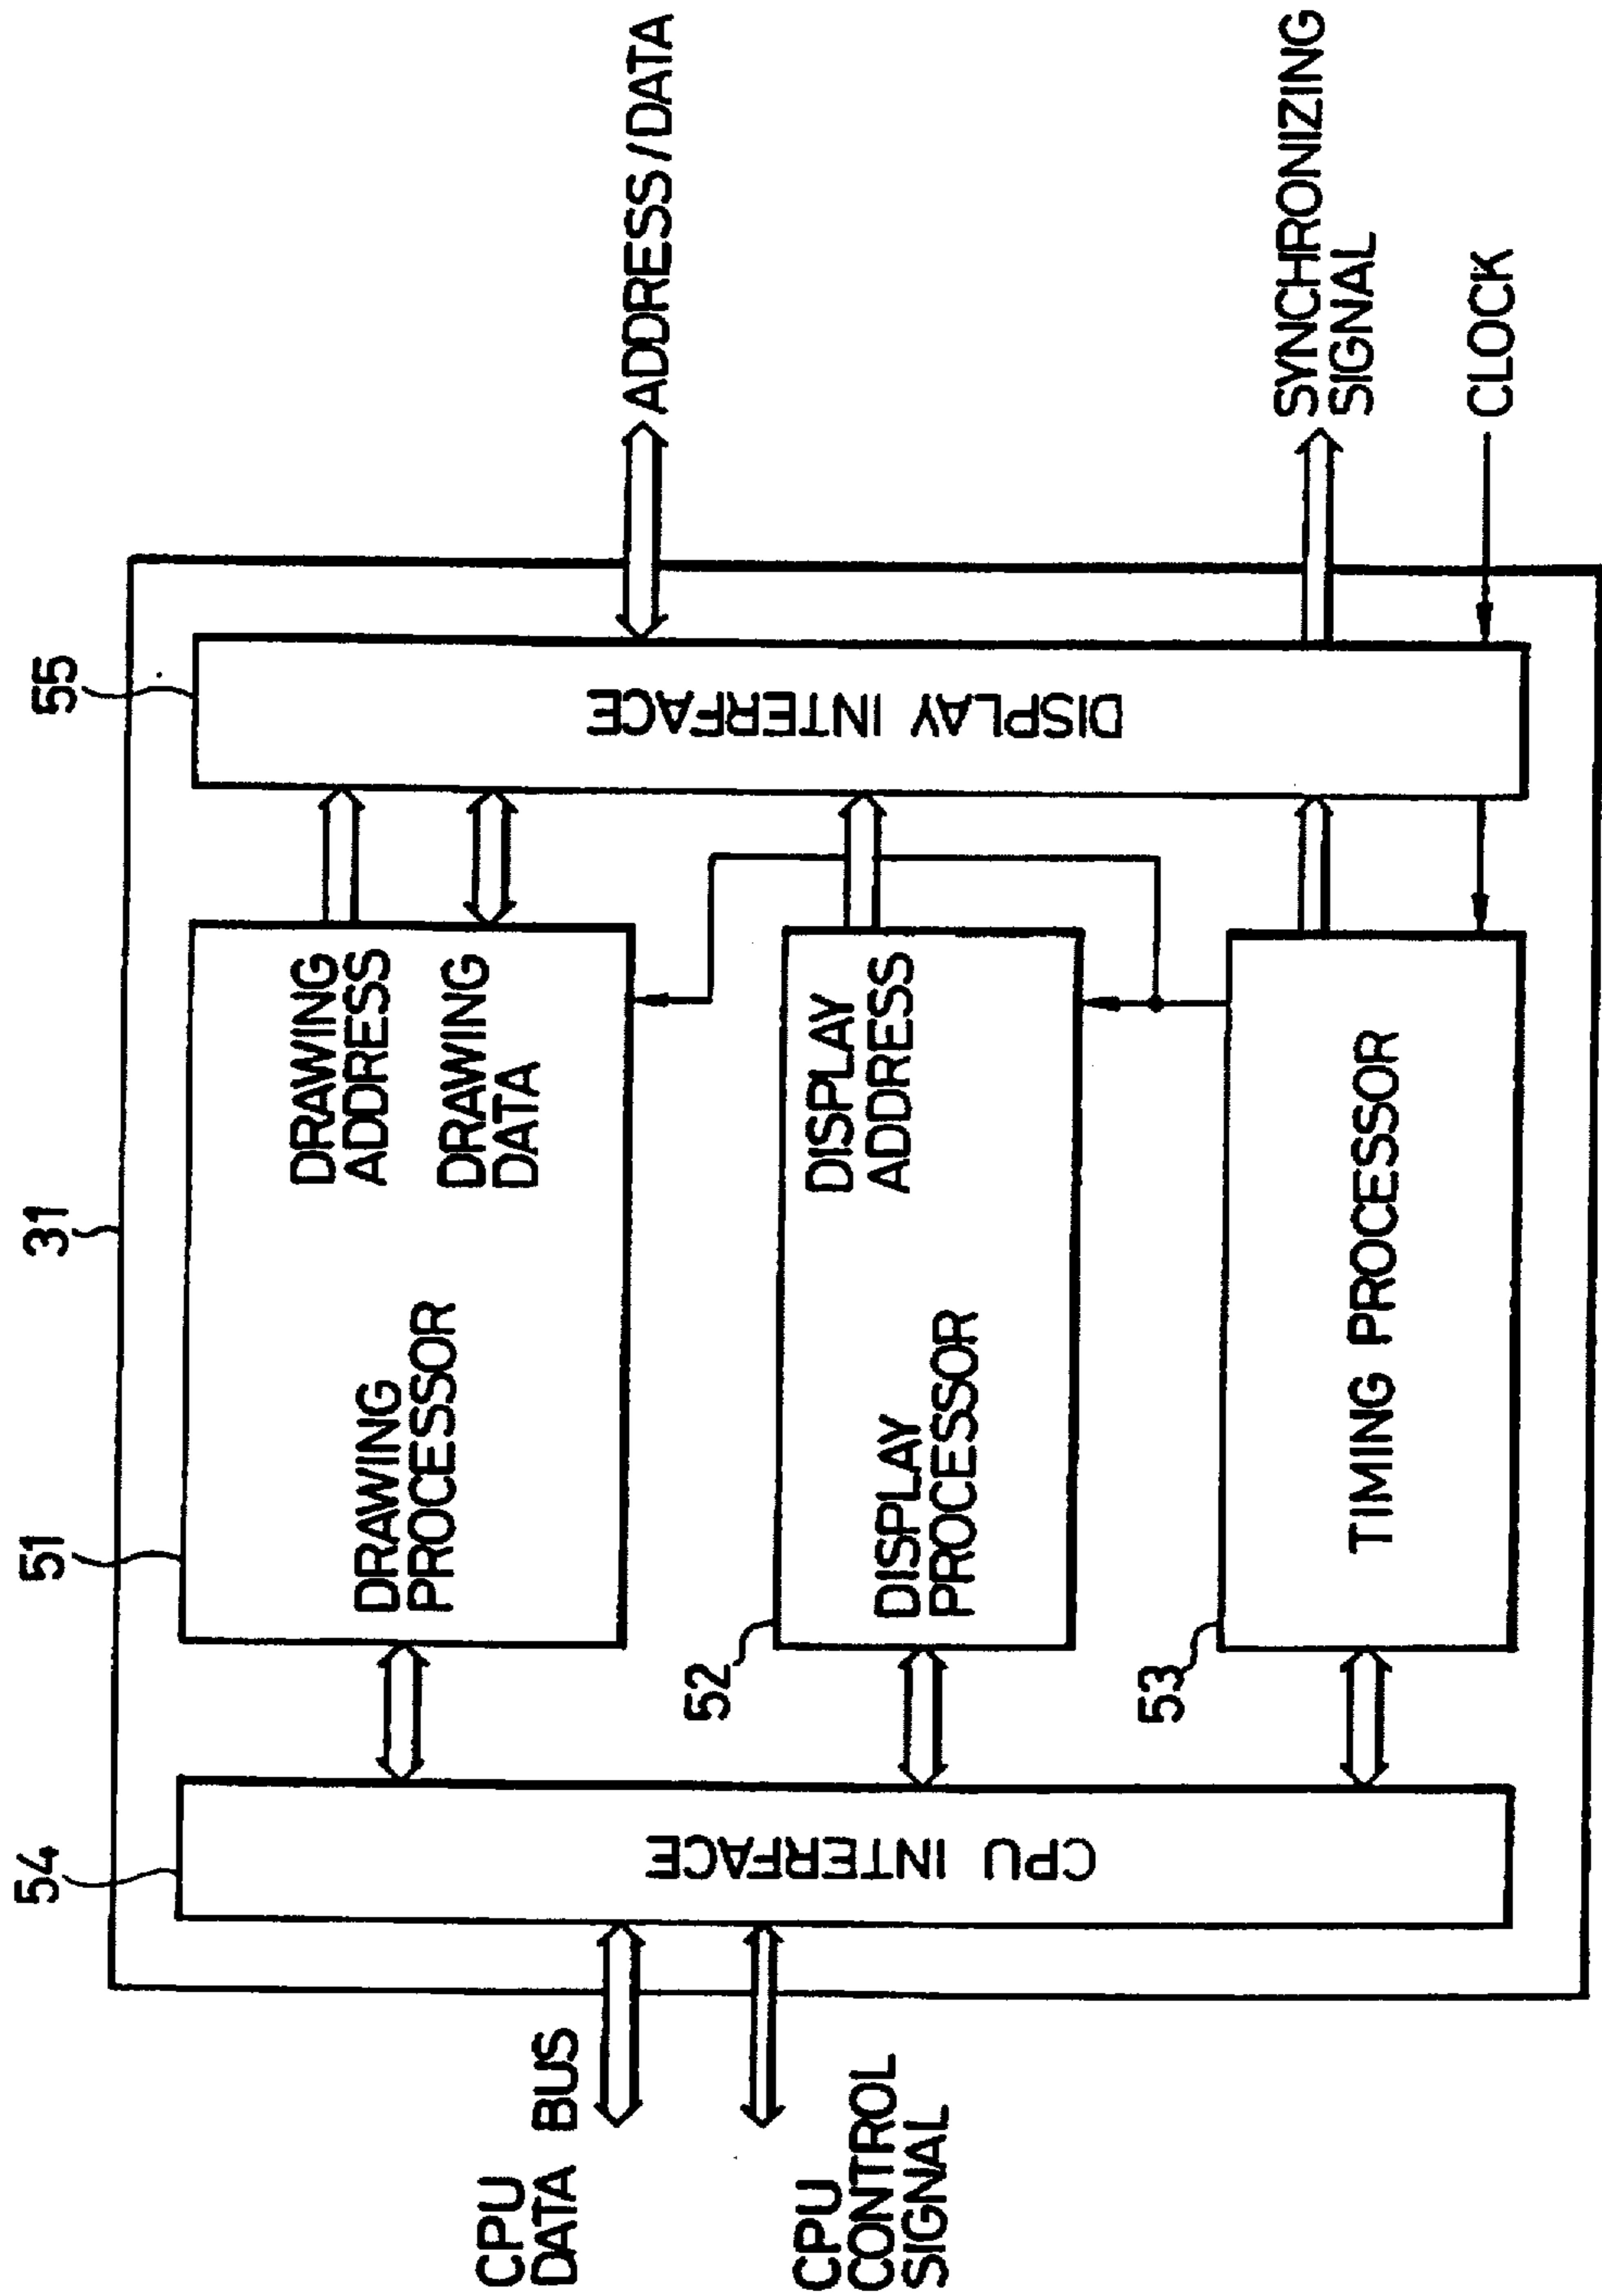 31
54
51
55
CPU
DATA BUS
CPU
CONTROL
SIGNAL
CPU INTERFACE
DRAWING
PROCESSOR
DRAWING
ADDRESS
DRAWING
DATA
52
DISPLAY
PROCESSOR
DISPLAY
ADDRESS
53
TIMING PROCESSOR
DISPLAY INTERFACE
ADDRESS/DATA
SYNCHRONIZING
SIGNAL
CLOCK